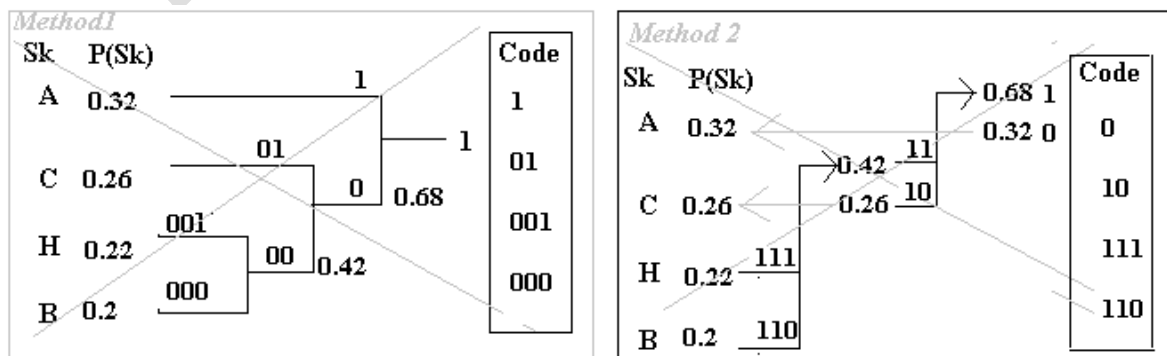 Method1
Sk P(Sk) Code
A 0.32 1 1
1
C 0.26 01 01
0 0.68
H 0.22 001 001
00 0.42
B 0.2 000 000
Method 2
Sk P(Sk) Code
0.68 1
A 0.32 0.32 0 0
0.42 11
C 0.26 0.26 10 10
H 0.22 111 111
B 0.2 110 110